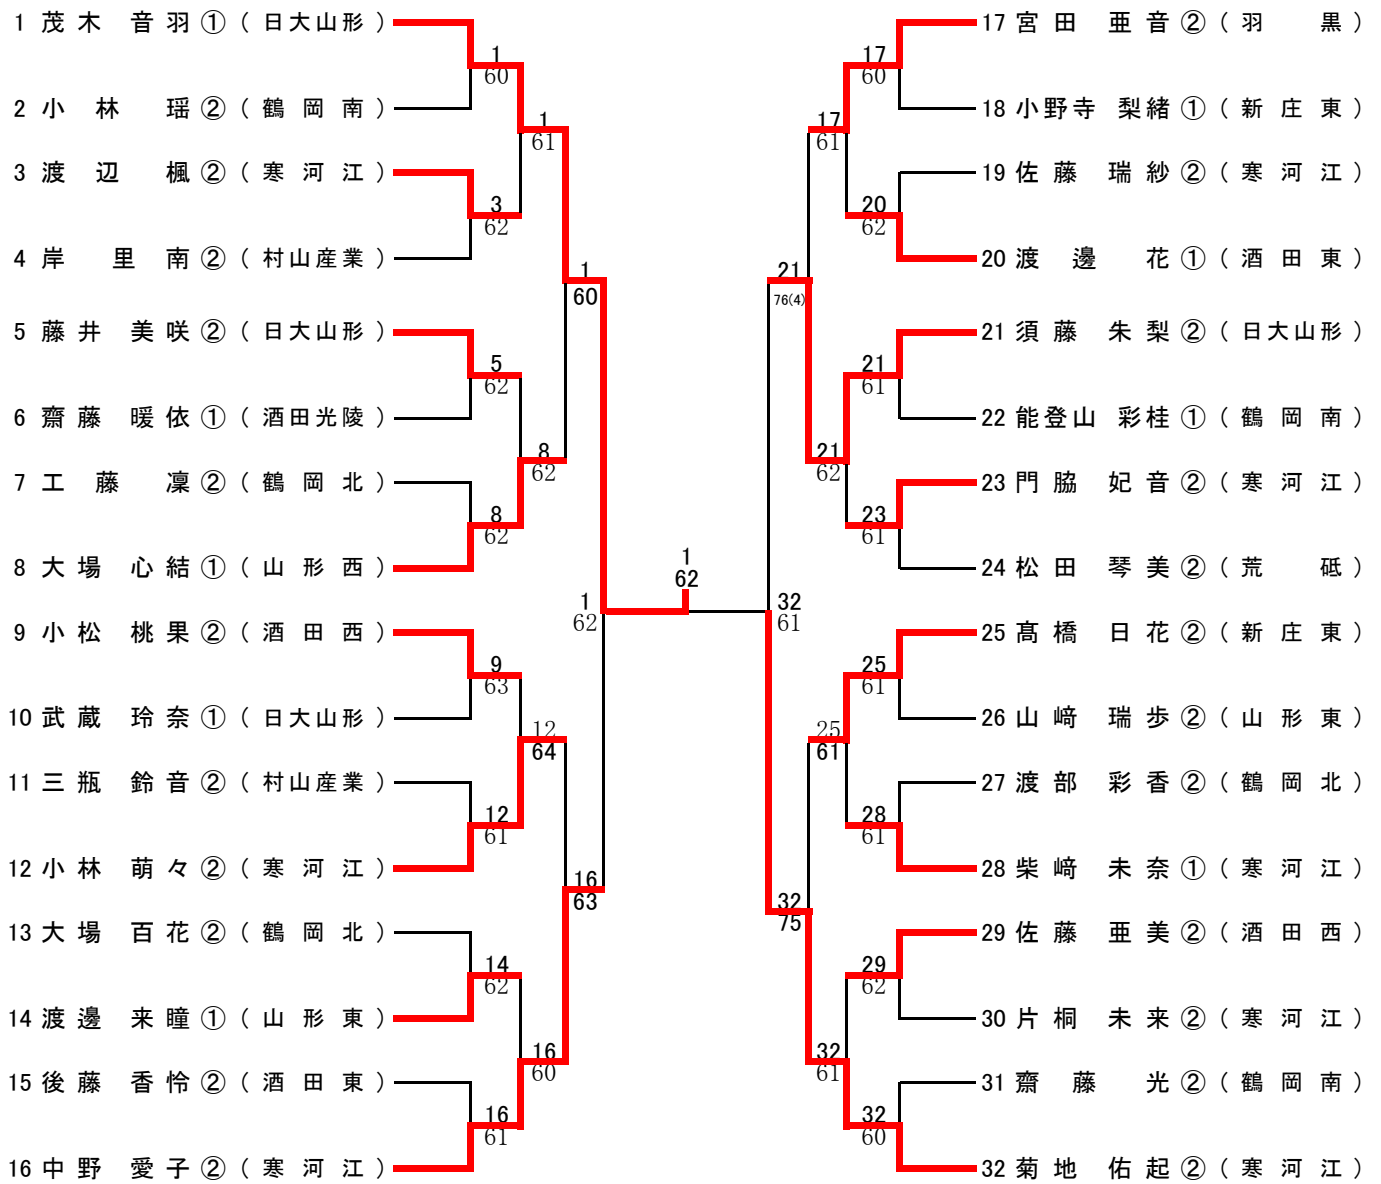 1 茂木 音羽 ① （ 日大山形 ）
1
60
2 小林 瑶 ② （ 鶴岡南 ）
1
61
3 渡辺 楓 ② （ 寒河江 ）
3
62
4 岸 里南 ② （ 村山産業 ）
1
60
5 藤井 美咲 ② （ 日大山形 ）
5
62
6 齋藤 暖依 ① （ 酒田光陵 ）
8
62
7 工藤 凜 ② （ 鶴岡北 ）
8
62
8 大場 心結 ① （ 山形西 ）
1
62
9 小松 桃果 ② （ 酒田西 ）
9
63
10 武蔵 玲奈 ① （ 日大山形 ）
12
64
11 三瓶 鈴音 ② （ 村山産業 ）
12
61
12 小林 萌々 ② （ 寒河江 ）
16
63
13 大場 百花 ② （ 鶴岡北 ）
14
62
14 渡邊 来瞳 ① （ 山形東 ）
16
60
15 後藤 香怜 ② （ 酒田東 ）
16
61
16 中野 愛子 ② （ 寒河江 ）
1
62
17 宮田 亜音 ② （ 羽黒 ）
17
60
18 小野寺 梨緒 ① （ 新庄東 ）
17
61
19 佐藤 瑞紗 ② （ 寒河江 ）
20
62
20 渡邊 花 ① （ 酒田東 ）
21
76(4)
21 須藤 朱梨 ② （ 日大山形 ）
21
61
22 能登山 彩桂 ① （ 鶴岡南 ）
21
62
23 門脇 妃音 ② （ 寒河江 ）
23
61
24 松田 琴美 ② （ 荒砥 ）
32
61
25 髙橋 日花 ② （ 新庄東 ）
25
61
26 山﨑 瑞歩 ② （ 山形東 ）
25
61
27 渡部 彩香 ② （ 鶴岡北 ）
28
61
28 柴﨑 未奈 ① （ 寒河江 ）
32
75
29 佐藤 亜美 ② （ 酒田西 ）
29
62
30 片桐 未来 ② （ 寒河江 ）
32
61
31 齋藤 光 ② （ 鶴岡南 ）
32
60
32 菊地 佑起 ② （ 寒河江 ）